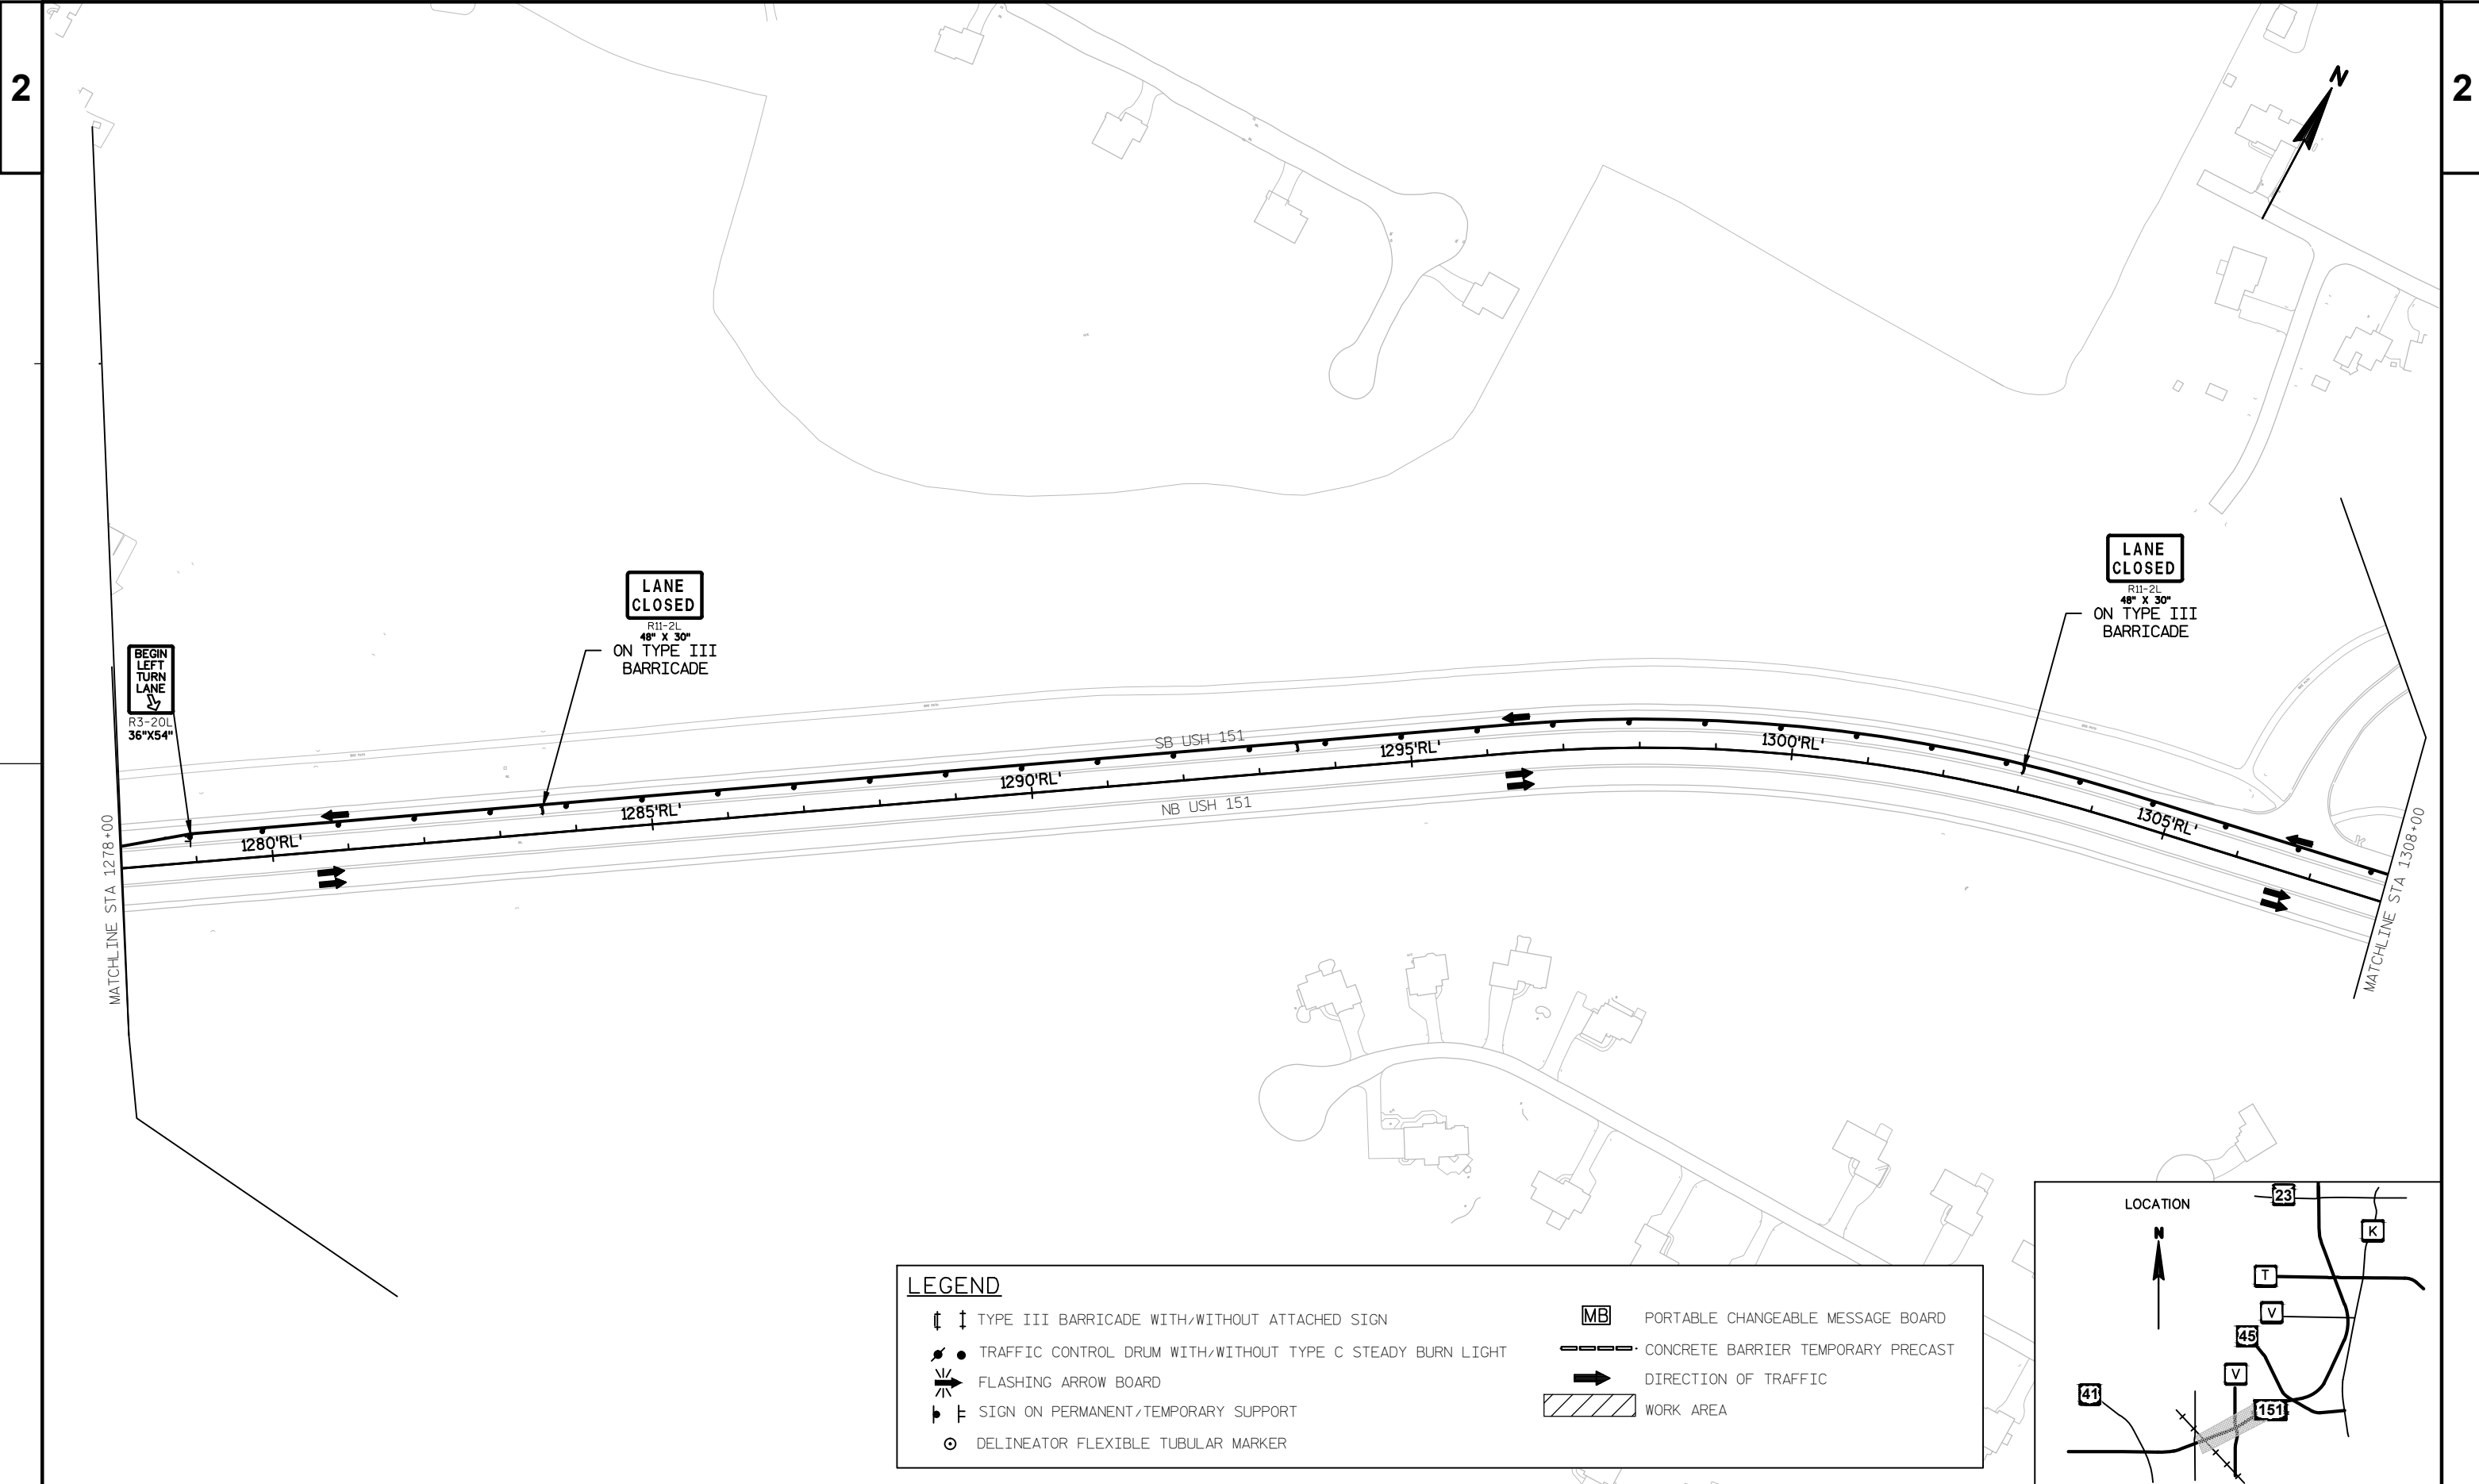 2
2
N
LANE
CLOSED
R11-2L
48" X 30"
ON TYPE III
BARRICADE
LANE
CLOSED
R11-2L
48" X 30"
ON TYPE III
BARRICADE
BEGIN
LEFT
TURN
LANE
R3-20L
36"X54"
SB USH 151
NB USH 151
1280'RL'
1285'RL'
1290'RL'
1295'RL'
1300'RL'
1305'RL'
MATCHLINE STA 1278+00
MATCHLINE STA 1308+00
LEGEND
TYPE III BARRICADE WITH/WITHOUT ATTACHED SIGN
TRAFFIC CONTROL DRUM WITH/WITHOUT TYPE C STEADY BURN LIGHT
FLASHING ARROW BOARD
SIGN ON PERMANENT/TEMPORARY SUPPORT
DELINEATOR FLEXIBLE TUBULAR MARKER
MB PORTABLE CHANGEABLE MESSAGE BOARD
CONCRETE BARRIER TEMPORARY PRECAST
DIRECTION OF TRAFFIC
WORK AREA
LOCATION
N
23
K
T
V
45
V
41
151